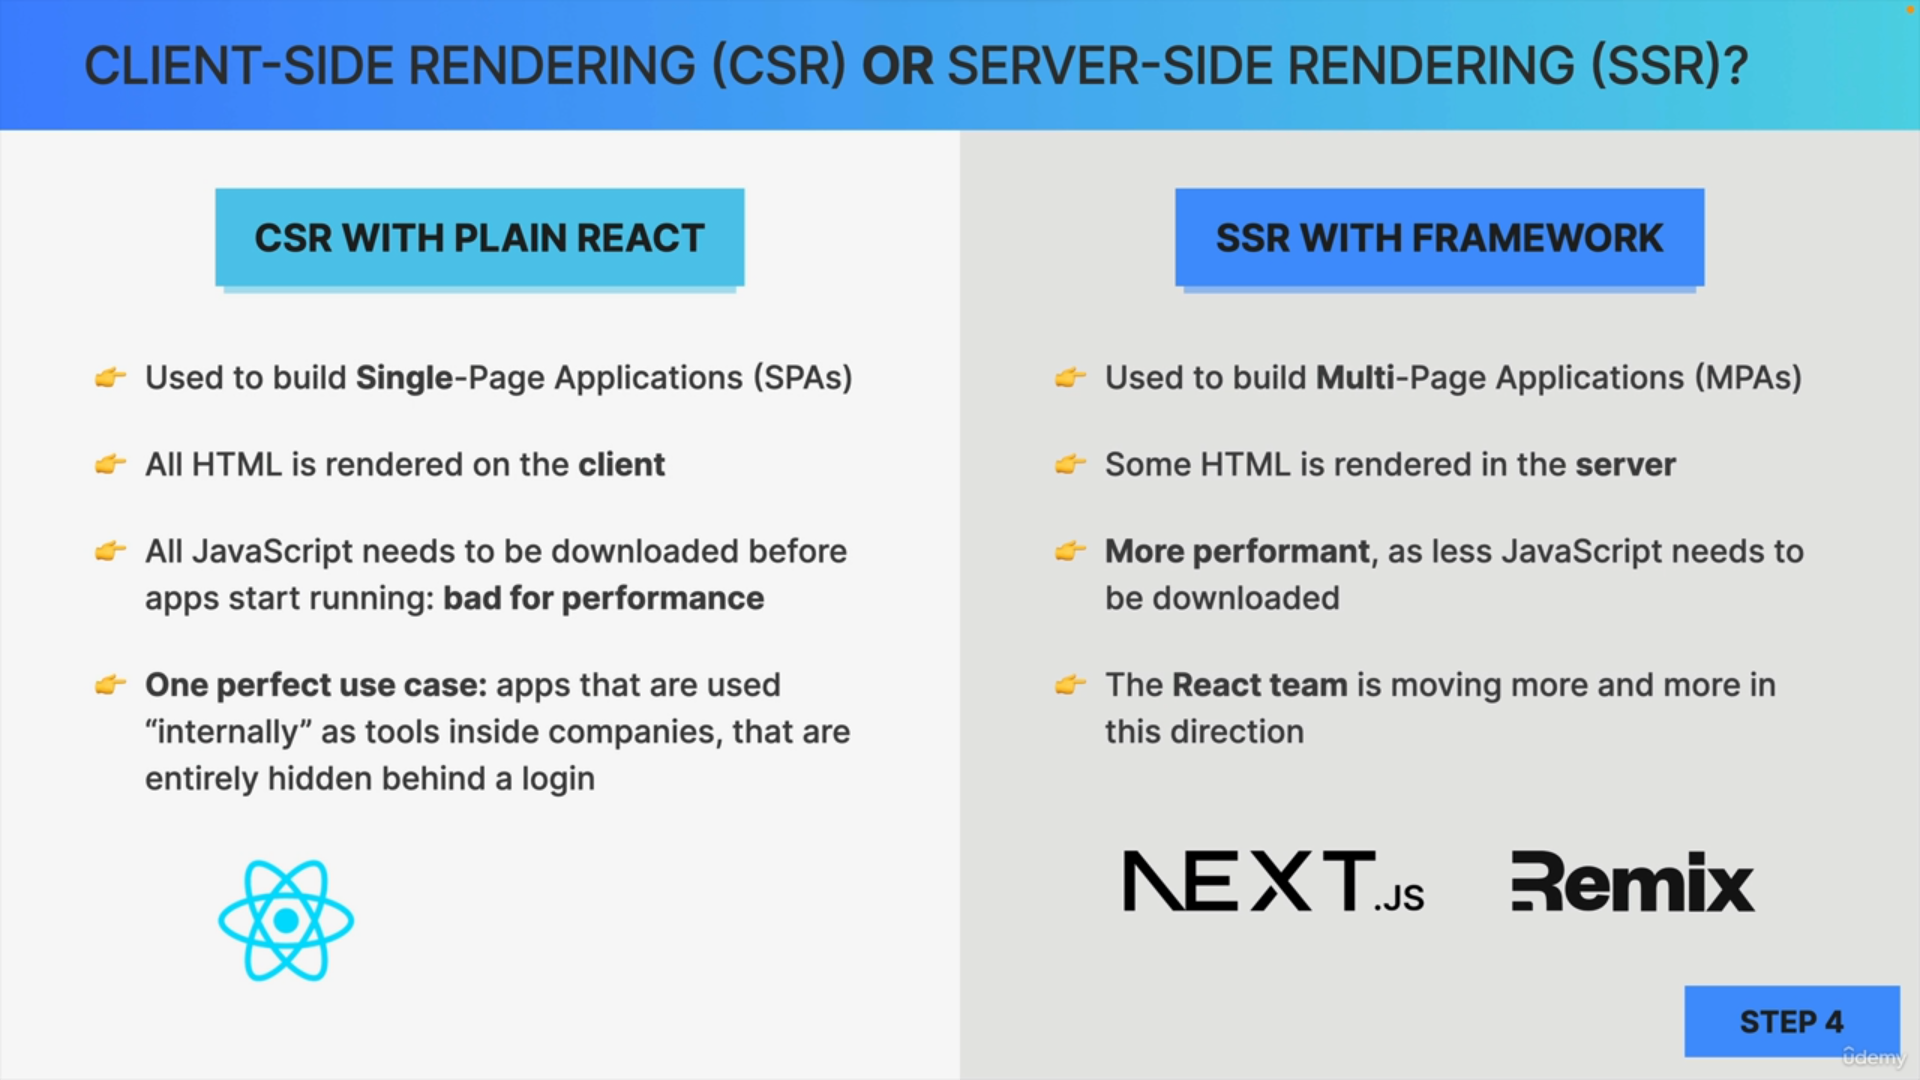 CLIENT-SIDE RENDERING (CSR) OR SERVER-SIDE RENDERING (SSR)?
CSR WITH PLAIN REACT
Used to build Single-Page Applications (SPAs)
All HTML is rendered on the client
All JavaScript needs to be downloaded before
apps start running: bad for performance
One perfect use case: apps that are used
“internally” as tools inside companies, that are
entirely hidden behind a login
SSR WITH FRAMEWORK
Used to build Multi-Page Applications (MPAs)
Some HTML is rendered in the server
More performant, as less JavaScript needs to
be downloaded
The React team is moving more and more in
this direction
NEXT.JS
Remix
STEP 4
ûdemy